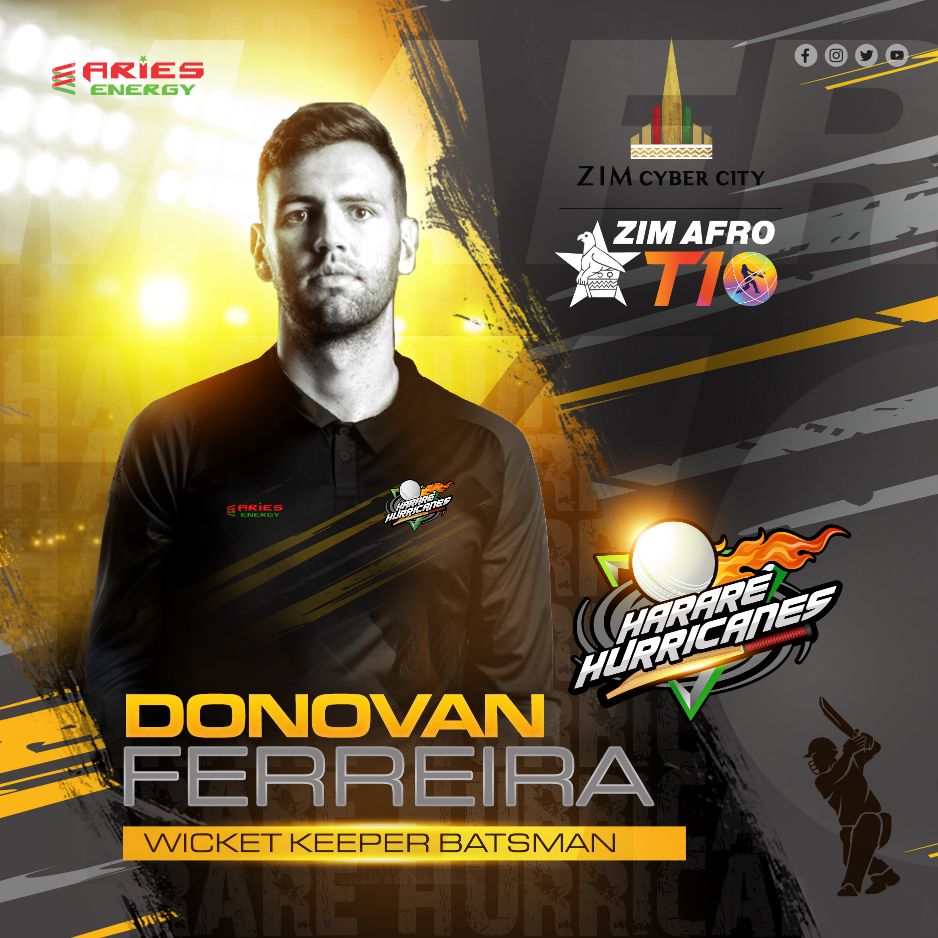 ARIES
ENERGY
ZIM CYBER CITY
ZIM AFRO
T10
ARIES
ENERGY
HARARE
HURRICANES
HARARE
HURRICANES
DONOVAN
FERREIRA
WICKET KEEPER BATSMAN